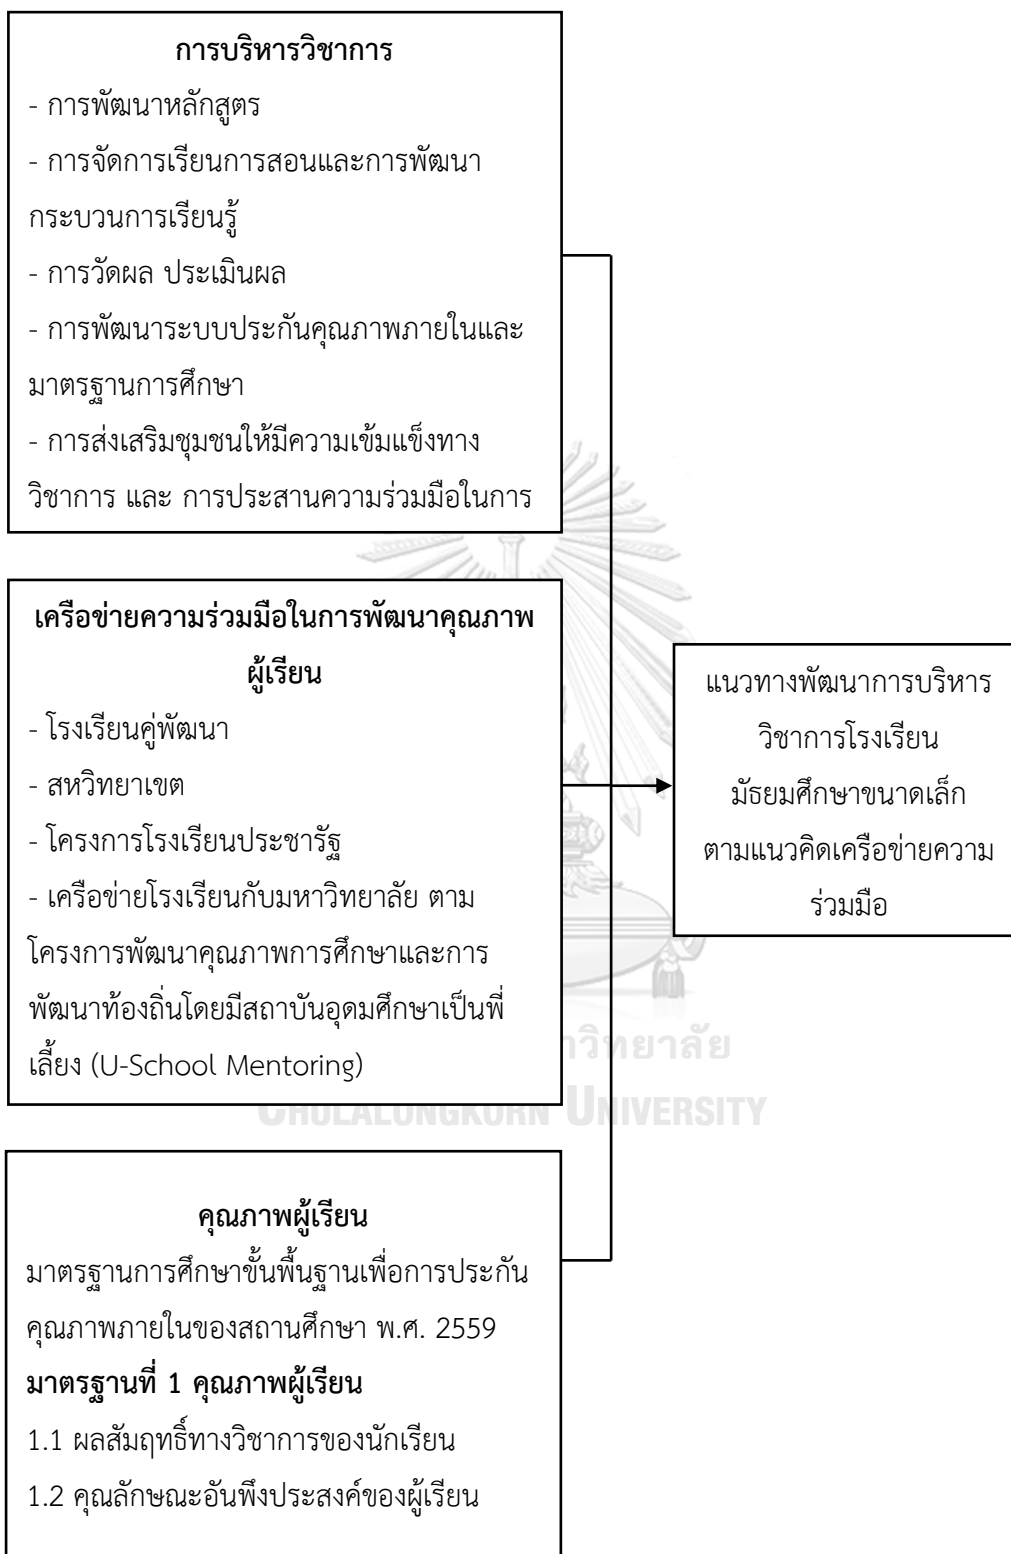 การบริหารวิชาการ
- การพัฒนาหลักสูตร
- การจัดการเรียนการสอนและการพัฒนา
กระบวนการเรียนรู้
- การวัดผล ประเมินผล
- การพัฒนาระบบประกันคุณภาพภายในและ
มาตรฐานการศึกษา
- การส่งเสริมชุมชนให้มีความเข้มแข็งทาง
วิชาการ และ การประสานความร่วมมือในการ
เครือข่ายความร่วมมือในการพัฒนาคุณภาพ
ผู้เรียน
- โรงเรียนคู่พัฒนา
- สหวิทยาเขต
- โครงการโรงเรียนประชารัฐ
- เครือข่ายโรงเรียนกับมหาวิทยาลัย ตาม
โครงการพัฒนาคุณภาพการศึกษาและการ
พัฒนาท้องถิ่นโดยมีสถาบันอุดมศึกษาเป็นพี่
เลี้ยง (U-School Mentoring)
แนวทางพัฒนาการบริหาร
วิชาการโรงเรียน
มัธยมศึกษาขนาดเล็ก
ตามแนวคิดเครือข่ายความ
ร่วมมือ
วิทยาลัย
CHULALONGKORN UNIVERSITY
คุณภาพผู้เรียน
มาตรฐานการศึกษาขั้นพื้นฐานเพื่อการประกัน
คุณภาพภายในของสถานศึกษา พ.ศ. 2559
มาตรฐานที่ 1 คุณภาพผู้เรียน
1.1 ผลสัมฤทธิ์ทางวิชาการของนักเรียน
1.2 คุณลักษณะอันพึงประสงค์ของผู้เรียน